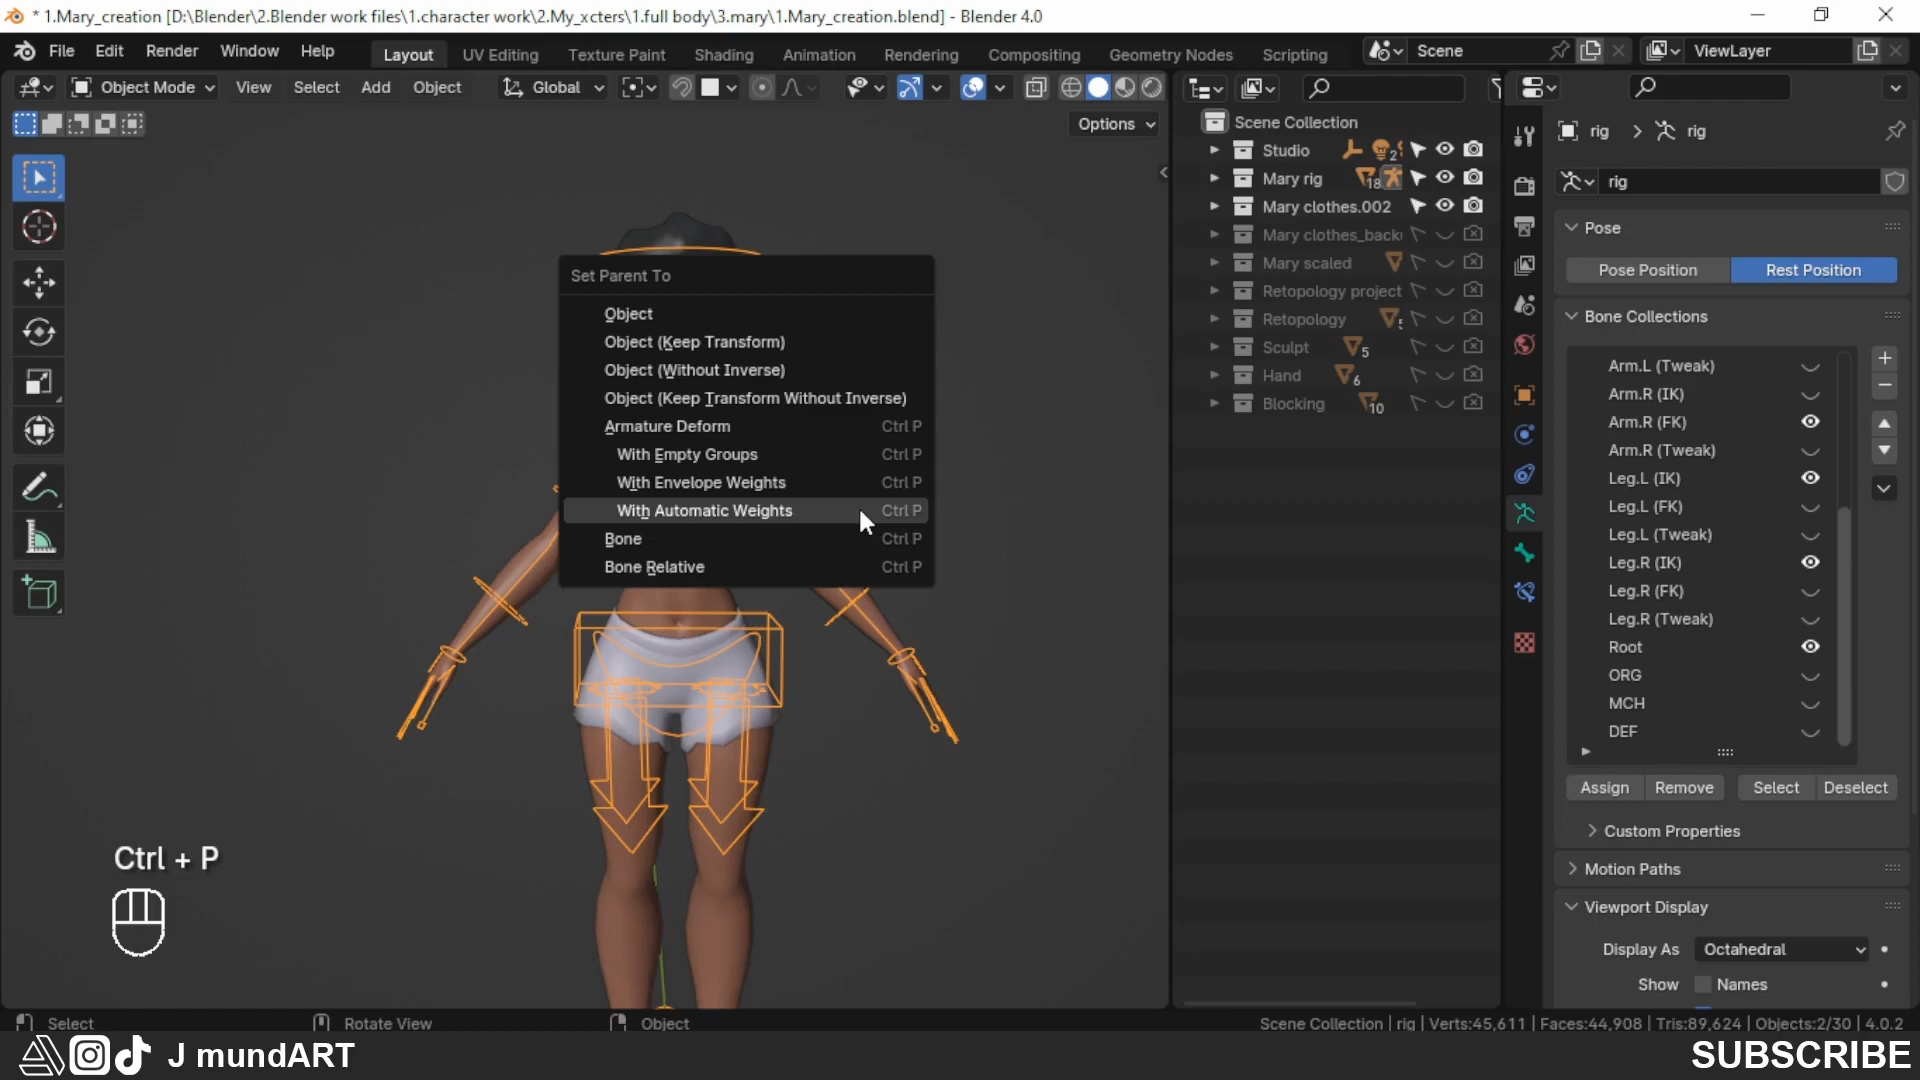 * 1.Mary_creation [D:\Blender\2.Blender work files\1.character work\2.My_xcters\1.full body\3.mary\1.Mary_creation.blend] - Blender 4.0
File Edit Render Window Help Layout UV Editing Texture Paint Shading Animation Rendering Compositing Geometry Nodes Scripting Scene ViewLayer
Object Mode View Select Add Object Global
Options
Scene Collection
Studio 2
Mary rig 18
Mary clothes.002
Mary clothes_back
Mary scaled
Retopology project
Retopology 5
Sculpt 5
Hand 6
Blocking 10
rig > rig
rig
Pose
Pose Position Rest Position
Bone Collections
Arm.L (Tweak)
Arm.R (IK)
Arm.R (FK)
Arm.R (Tweak)
Leg.L (IK)
Leg.L (FK)
Leg.L (Tweak)
Leg.R (IK)
Leg.R (FK)
Leg.R (Tweak)
Root
ORG
MCH
DEF
Assign Remove Select Deselect
Custom Properties
Motion Paths
Viewport Display
Display As Octahedral
Show Names
Set Parent To
Object
Object (Keep Transform)
Object (Without Inverse)
Object (Keep Transform Without Inverse)
Armature Deform Ctrl P
With Empty Groups Ctrl P
With Envelope Weights Ctrl P
With Automatic Weights Ctrl P
Bone Ctrl P
Bone Relative Ctrl P
Ctrl + P
Select Rotate View Object Scene Collection | rig | Verts:45,611 | Faces:44,908 | Tris:89,624 | Objects:2/30 | 4.0.2
J mundART SUBSCRIBE